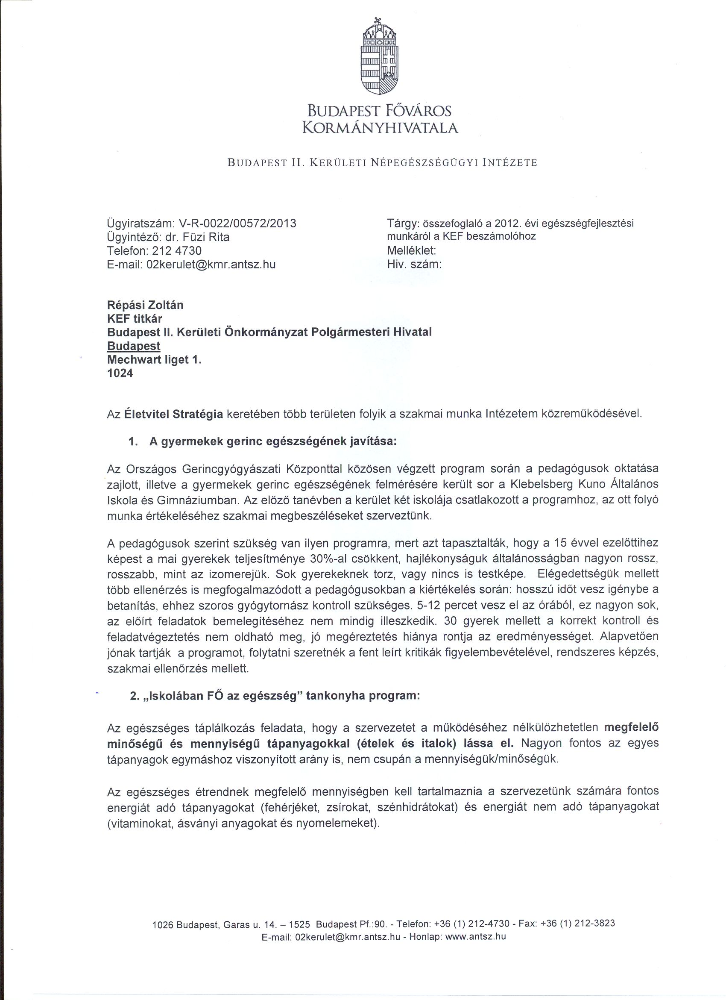 BUDAPEST FŐVÁROS
KORMÁNYHIVATALA
BUDAPEST II. KERÜLETI NÉPEGÉSZSÉGÜGYI INTÉZETE
Ügyiratszám: V-R-0022/00572/2013
Ügyintéző: dr. Füzi Rita
Telefon: 212 4730
E-mail: 02kerulet@kmr.antsz.hu
Tárgy: összefoglaló a 2012. évi egészségfejlesztési
munkáról a KEF beszámolóhoz
Melléklet:
Hiv. szám:
Répási Zoltán
KEF titkár
Budapest II. Kerületi Önkormányzat Polgármesteri Hivatal
Budapest
Mechwart liget 1.
1024
Az Életvitel Stratégia keretében több területen folyik a szakmai munka Intézetem közreműködésével.
1. A gyermekek gerinc egészségének javítása:
Az Országos Gerincgyógyászati Központtal közösen végzett program során a pedagógusok oktatása
zajlott, illetve a gyermekek gerinc egészségének felmérésére került sor a Klebelsberg Kuno Általános
Iskola és Gimnáziumban. Az előző tanévben a kerület két iskolája csatlakozott a programhoz, az ott folyó
munka értékeléséhez szakmai megbeszéléseket szerveztünk.
A pedagógusok szerint szükség van ilyen programra, mert azt tapasztalták, hogy a 15 évvel ezelőttihez
képest a mai gyerekek teljesítménye 30%-al csökkent, hajlékonyságuk általánosságban nagyon rossz,
rosszabb, mint az izomerejük. Sok gyerekeknek torz, vagy nincs is testképe. Elégedettségük mellett
több ellenérzés is megfogalmazódott a pedagógusokban a kiértékelés során: hosszú időt vesz igénybe a
betanítás, ehhez szoros gyógytornász kontroll szükséges. 5-12 percet vesz el az órából, ez nagyon sok,
az előírt feladatok bemelegítéséhez nem mindig illeszkedik. 30 gyerek mellett a korrekt kontroll és
feladatvégeztetés nem oldható meg, jó megéreztetés hiánya rontja az eredményességet. Alapvetően
jónak tartják a programot, folytatni szeretnék a fent leírt kritikák figyelembevételével, rendszeres képzés,
szakmai ellenőrzés mellett.
2. „Iskolában FŐ az egészség” tankonyha program:
Az egészséges táplálkozás feladata, hogy a szervezetet a működéséhez nélkülözhetetlen megfelelő
minőségű és mennyiségű tápanyagokkal (ételek és italok) lássa el. Nagyon fontos az egyes
tápanyagok egymáshoz viszonyított arány is, nem csupán a mennyiségük/minőségük.
Az egészséges étrendnek megfelelő mennyiségben kell tartalmaznia a szervezetünk számára fontos
energiát adó tápanyagokat (fehérjéket, zsírokat, szénhidrátokat) és energiát nem adó tápanyagokat
(vitaminokat, ásványi anyagokat és nyomelemeket).
1026 Budapest, Garas u. 14. – 1525 Budapest Pf.:90. - Telefon: +36 (1) 212-4730 - Fax: +36 (1) 212-3823
E-mail: 02kerulet@kmr.antsz.hu - Honlap: www.antsz.hu